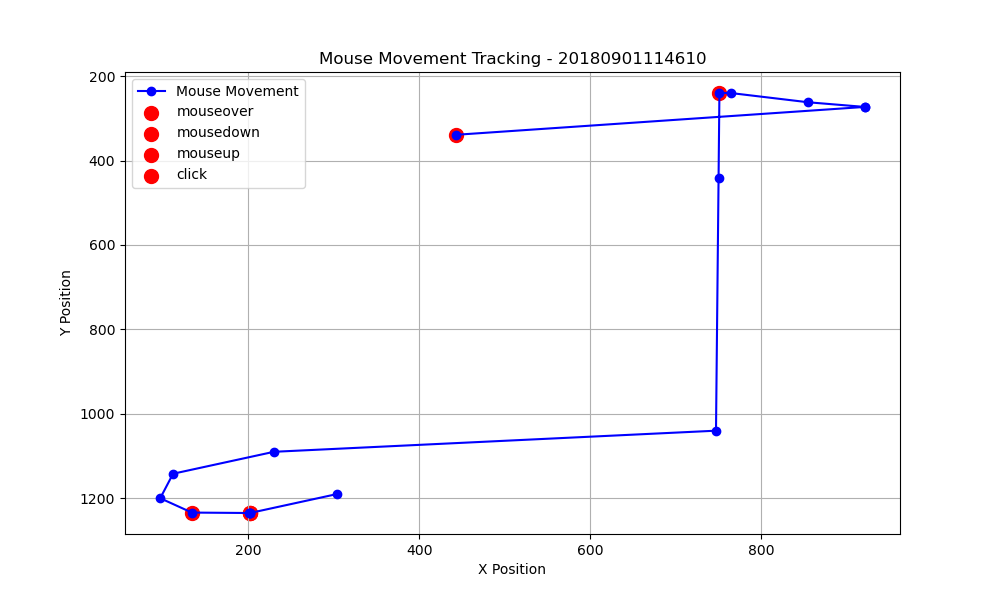 Mouse Movement Tracking - 20180901114610
Mouse Movement
mouseover
mousedown
mouseup
click
200
400
600
800
1000
1200
Y Position
200 400 600 800
X Position